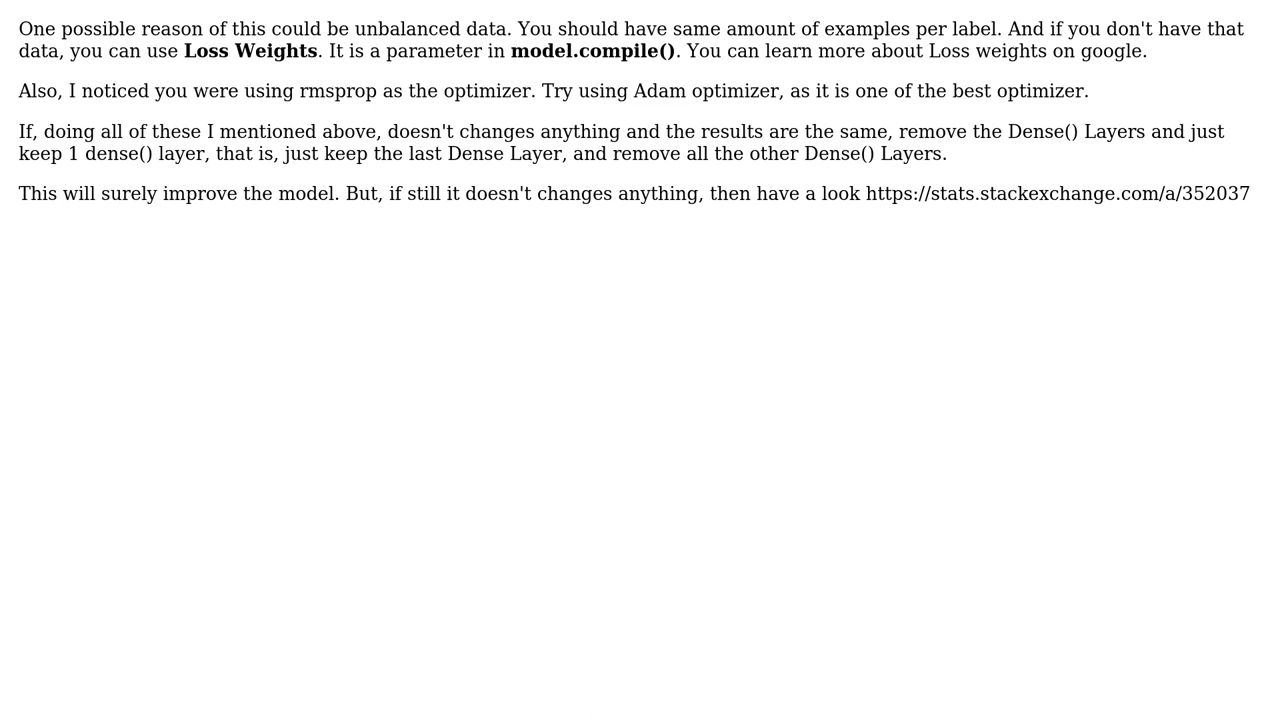 One possible reason of this could be unbalanced data. You should have same amount of examples per label. And if you don't have that
data, you can use Loss Weights. It is a parameter in model.compile(). You can learn more about Loss weights on google.
Also, I noticed you were using rmsprop as the optimizer. Try using Adam optimizer, as it is one of the best optimizer.
If, doing all of these I mentioned above, doesn't changes anything and the results are the same, remove the Dense() Layers and just
keep 1 dense() layer, that is, just keep the last Dense Layer, and remove all the other Dense() Layers.
This will surely improve the model. But, if still it doesn't changes anything, then have a look https://stats.stackexchange.com/a/352037